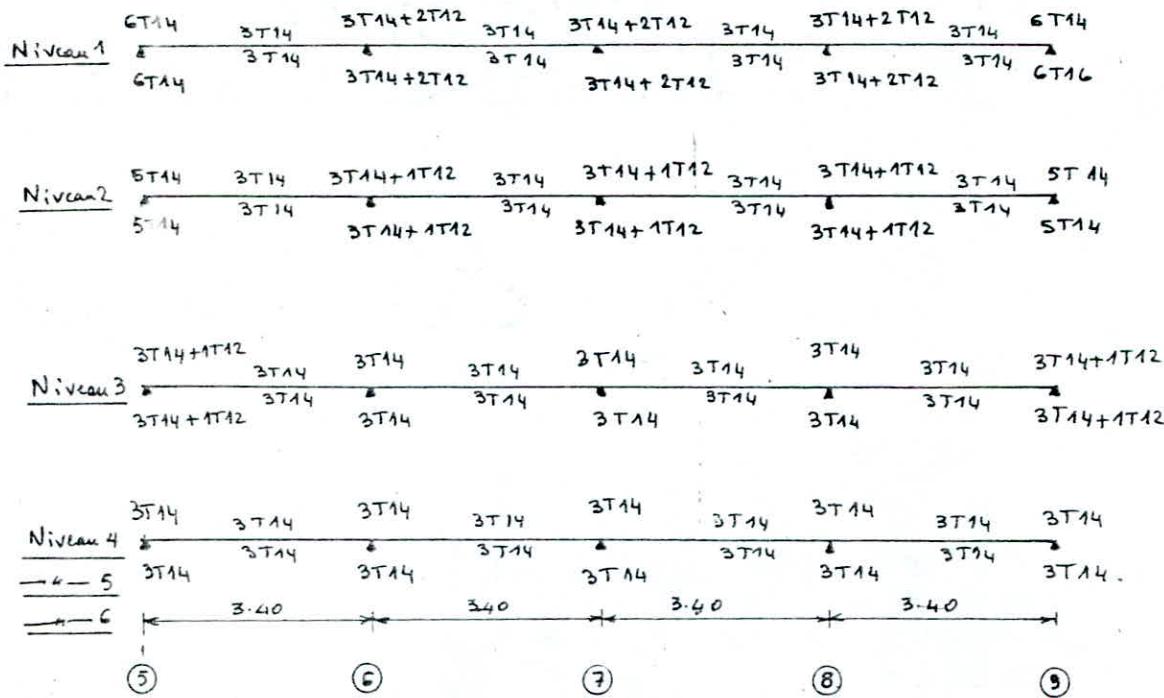 6T14 3T14 3T14+2T12 3T14 3T14+2T12 3T14 3T14+2T12 3T14 6T14
Niveau 1
3T14 3T14 3T14 3T14
6T14 3T14+2T12 3T14+2T12 3T14+2T12 6T16
5T14 3T14 3T14+1T12 3T14 3T14+1T12 3T14 3T14+1T12 3T14 5T14
Niveau 2
3T14 3T14 3T14 3T14
5T14 3T14+1T12 3T14+1T12 3T14+1T12 5T14
3T14+1T12 3T14 3T14 3T14 3T14 3T14 3T14 3T14 3T14+1T12
Niveau 3
3T14 3T14 3T14 3T14
3T14+1T12 3T14 3T14 3T14 3T14+1T12
3T14 3T14 3T14 3T14 3T14 3T14 3T14 3T14 3T14
Niveau 4
3T14 3T14 3T14 3T14
3T14 3T14 3T14 3T14 3T14.
—"— 5
—"— 6
3.40 3.40 3.40 3.40
5 6 7 8 9